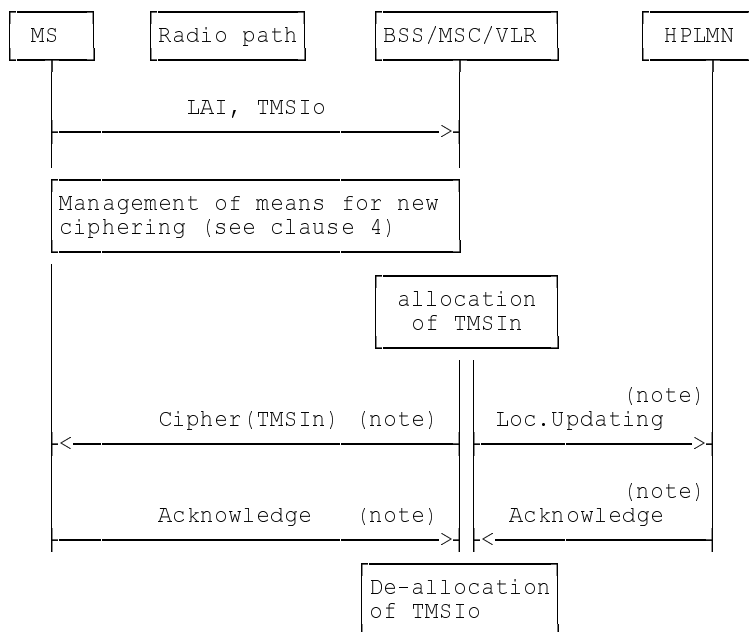 MS
Radio path
BSS/MSC/VLR
HPLMN
LAI, TMSIo
Management of means for new
ciphering (see clause 4)
allocation
of TMSIn
(note)
Cipher(TMSIn) (note)
Loc.Updating
(note)
Acknowledge (note)
Acknowledge
De-allocation
of TMSIo